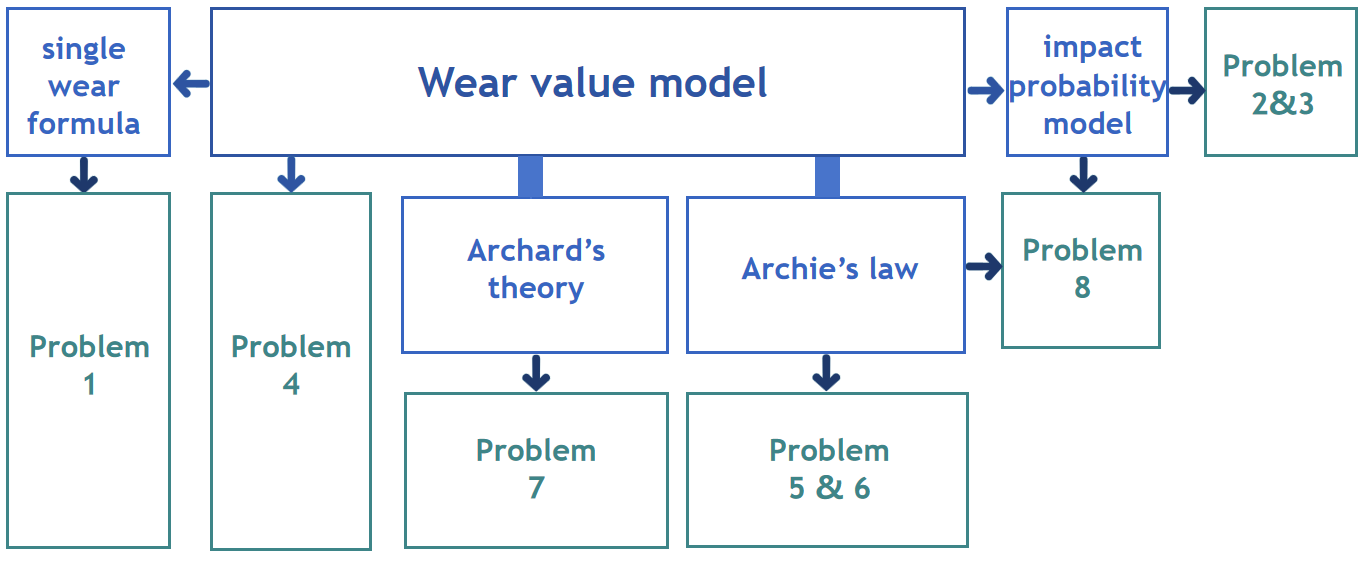 single
wear
formula
Wear value model
impact
probability
model
Problem
2&3
Problem
1
Problem
4
Archard’s
theory
Archie’s law
Problem
8
Problem
7
Problem
5 & 6